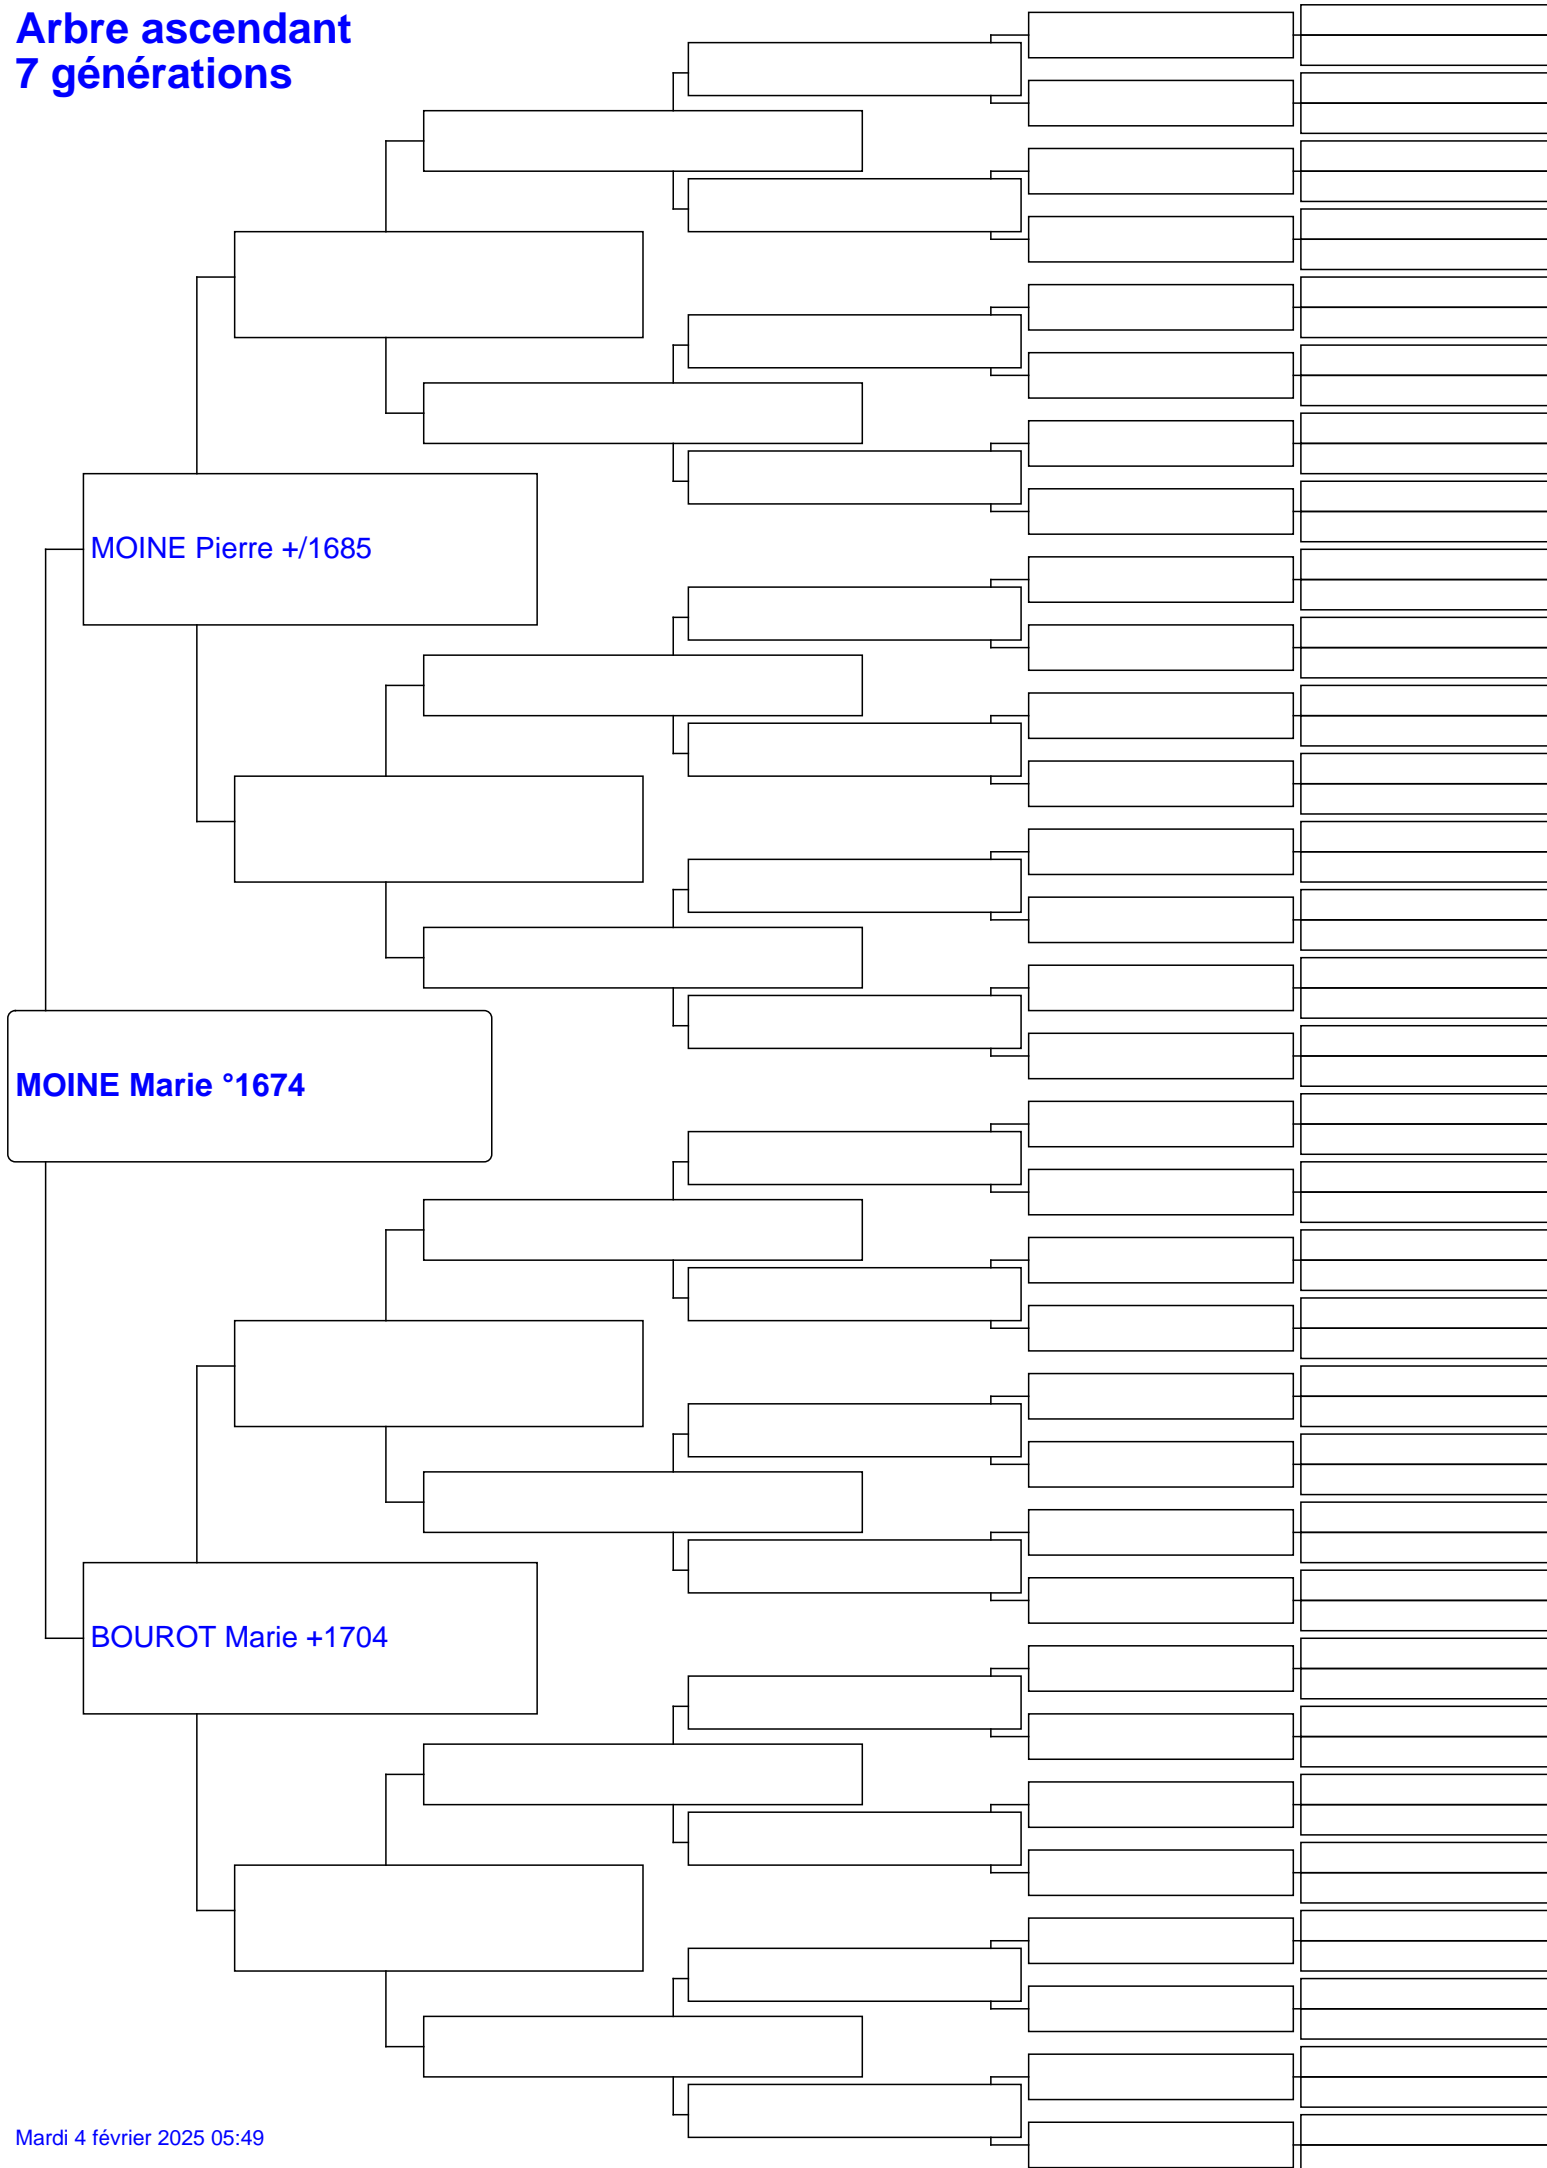 Arbre ascendant
7 générations
MOINE Pierre +/1685
MOINE Marie °1674
BOUROT Marie +1704
Mardi 4 février 2025 05:49